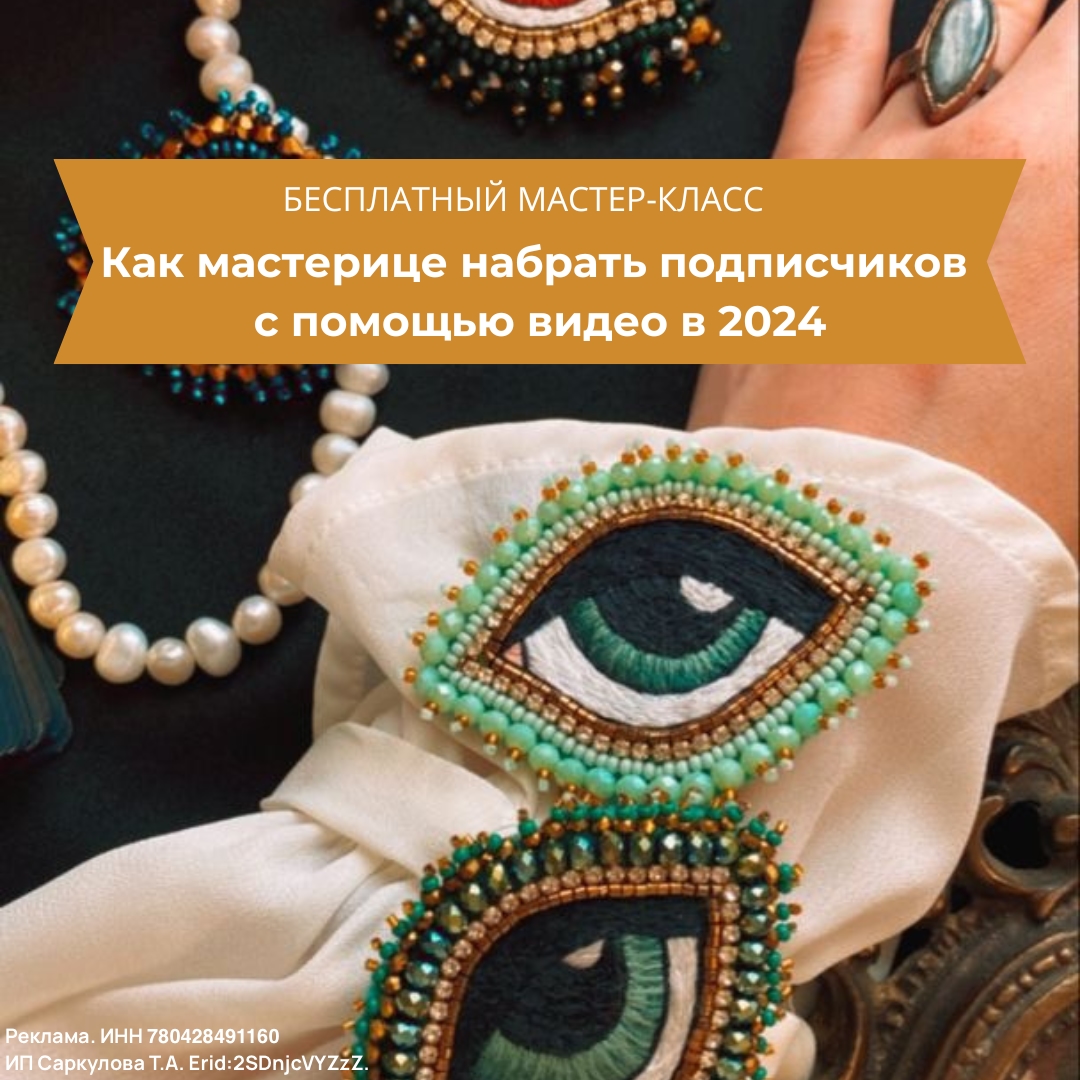 БЕСПЛАТНЫЙ МАСТЕР-КЛАСС
Как мастерице набрать подписчиков
с помощью видео в 2024
Реклама. ИНН 780428491160
ИП Саркулова Т.А. Erid:2SDnjcVYZzZ.